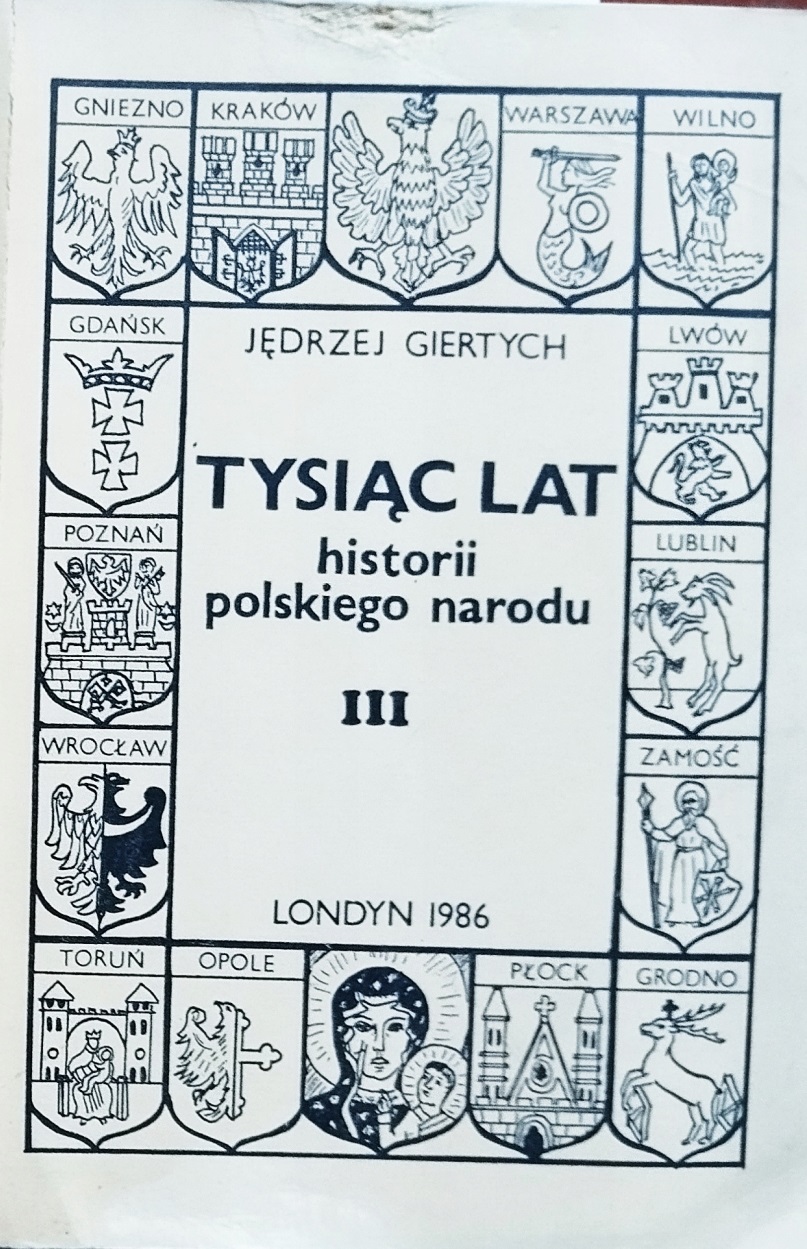 GNIEZNO KRAKÓW WARSZAWA WILNO
GDAŃSK
JĘDRZEJ GIERTYCH
LWÓW
TYSIĄC LAT
historii
polskiego narodu
POZNAŃ
LUBLIN
III
WROCŁAW
ZAMOŚĆ
LONDYN 1986
TORUŃ OPOLE PŁOCK GRODNO